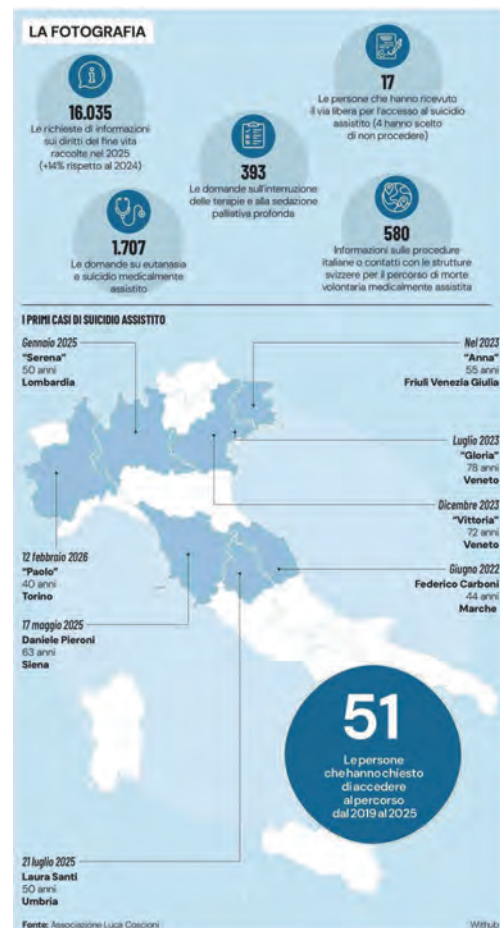 LA FOTOGRAFIA
16.035
Le richieste di informazioni
sui diritti del fine vita
raccolte nel 2025
(+14% rispetto al 2024)
17
Le persone che hanno ricevuto
il via libera per l'accesso al suicidio
assistito (4 hanno scelto
di non procedere)
393
Le domande sull'interruzione
delle terapie e alla sedazione
palliativa profonda
1.707
Le domande su eutanasia
e suicidio medicalmente
assistito
580
Informazioni sulle procedure
italiane o contatti con le strutture
svizzere per il percorso di morte
volontaria medicalmente assistita
I PRIMI CASI DI SUICIDIO ASSISTITO
Gennaio 2025
"Serena"
50 anni
Lombardia
Nel 2023
"Anna"
55 anni
Friuli Venezia Giulia
Luglio 2023
"Gloria"
78 anni
Veneto
Dicembre 2023
"Vittoria"
72 anni
Veneto
12 febbraio 2026
"Paolo"
40 anni
Torino
Giugno 2022
Federico Carboni
44 anni
Marche
17 maggio 2025
Daniele Pieroni
63 anni
Siena
51
Le persone
che hanno chiesto
di accedere
al percorso
dal 2019 al 2025
21 luglio 2025
Laura Santi
50 anni
Umbria
Fonte: Associazione Luca Coscioni
Withub